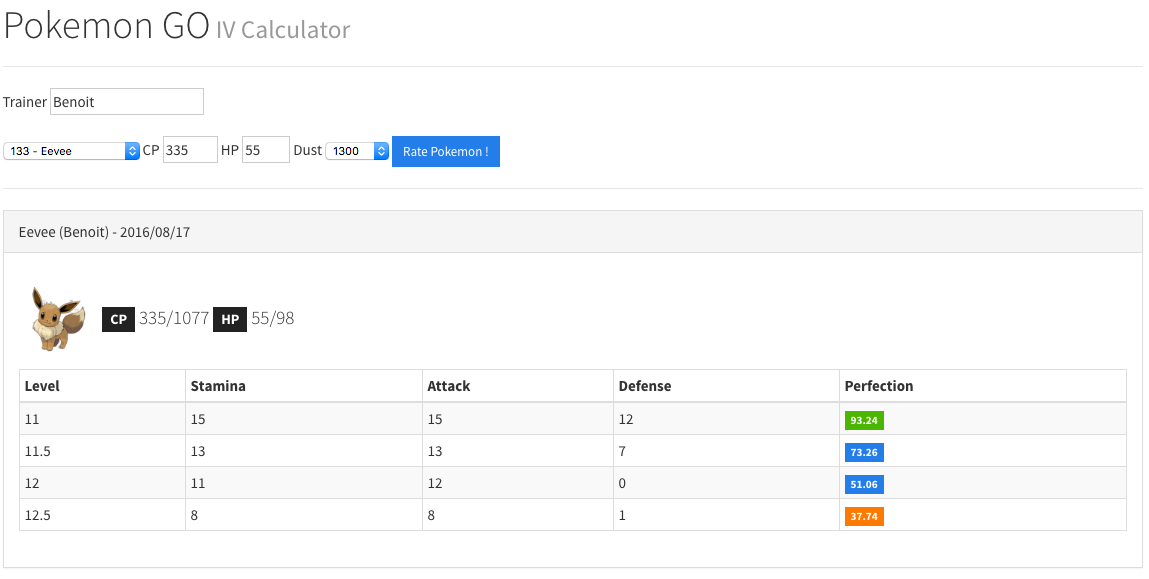 Pokemon GO IV Calculator
Trainer Benoit
133 - Eevee CP 335 HP 55 Dust 1300 Rate Pokemon !
Eevee (Benoit) - 2016/08/17
CP 335/1077 HP 55/98
Level Stamina Attack Defense Perfection
11 15 15 12 93.24
11.5 13 13 7 73.26
12 11 12 0 51.06
12.5 8 8 1 37.74